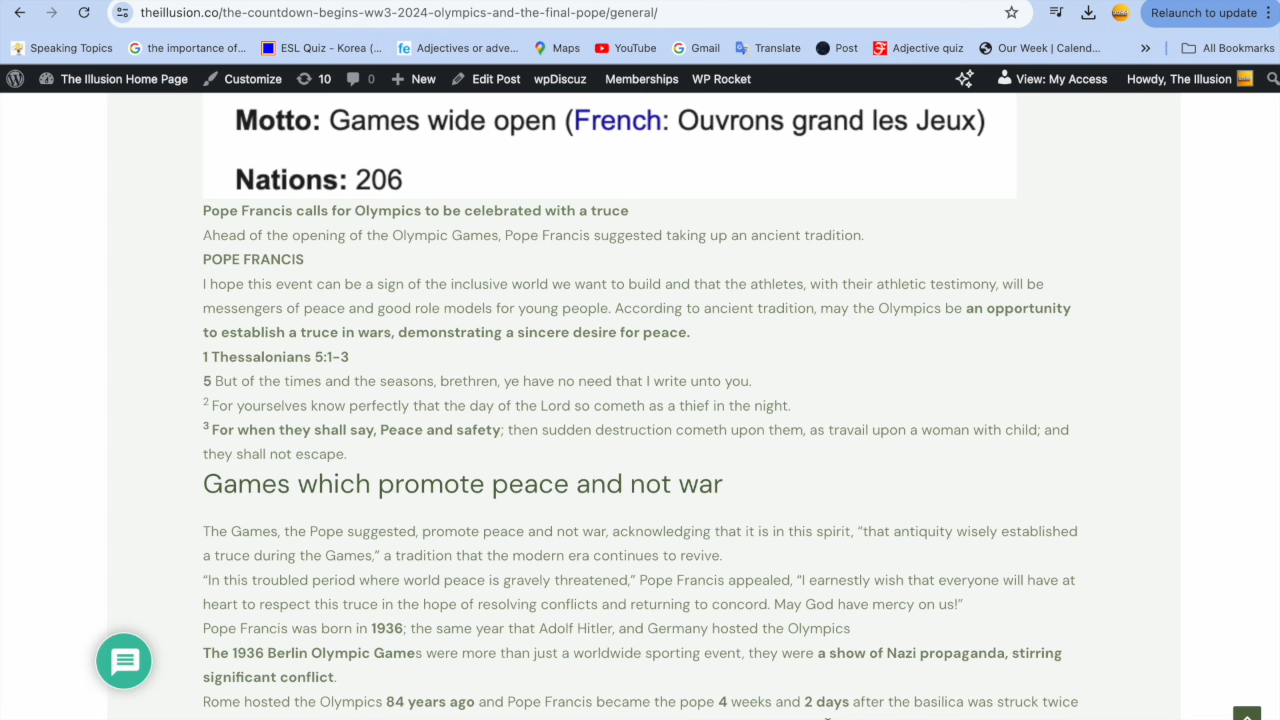 theillusion.co/the-countdown-begins-ww3-2024-olympics-and-the-final-pope/general/
Relaunch to update
Speaking Topics
the importance of...
ESL Quiz - Korea (...
Adjectives or adve...
Maps
YouTube
Gmail
Translate
Post
Adjective quiz
Our Week | Calend...
All Bookmarks
The Illusion Home Page
Customize
10
0
New
Edit Post
wpDiscuz
Memberships
WP Rocket
View: My Access
Howdy, The Illusion
Motto: Games wide open (French: Ouvrons grand les Jeux)
Nations: 206
Pope Francis calls for Olympics to be celebrated with a truce
Ahead of the opening of the Olympic Games, Pope Francis suggested taking up an ancient tradition.
POPE FRANCIS
I hope this event can be a sign of the inclusive world we want to build and that the athletes, with their athletic testimony, will be
messengers of peace and good role models for young people. According to ancient tradition, may the Olympics be an opportunity
to establish a truce in wars, demonstrating a sincere desire for peace.
1 Thessalonians 5:1-3
5 But of the times and the seasons, brethren, ye have no need that I write unto you.
2 For yourselves know perfectly that the day of the Lord so cometh as a thief in the night.
3 For when they shall say, Peace and safety; then sudden destruction cometh upon them, as travail upon a woman with child; and
they shall not escape.
Games which promote peace and not war
The Games, the Pope suggested, promote peace and not war, acknowledging that it is in this spirit, “that antiquity wisely established
a truce during the Games,” a tradition that the modern era continues to revive.
“In this troubled period where world peace is gravely threatened,” Pope Francis appealed, “I earnestly wish that everyone will have at
heart to respect this truce in the hope of resolving conflicts and returning to concord. May God have mercy on us!”
Pope Francis was born in 1936; the same year that Adolf Hitler, and Germany hosted the Olympics
The 1936 Berlin Olympic Games were more than just a worldwide sporting event, they were a show of Nazi propaganda, stirring
significant conflict.
Rome hosted the Olympics 84 years ago and Pope Francis became the pope 4 weeks and 2 days after the basilica was struck twice